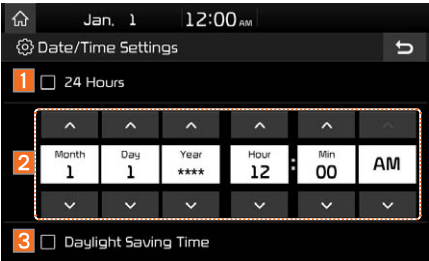 Jan. 1 12:00 AM
Date/Time Settings
1 24 Hours
Month Day Year Hour Min
2 1 1 **** 12 : 00 AM
3 Daylight Saving Time